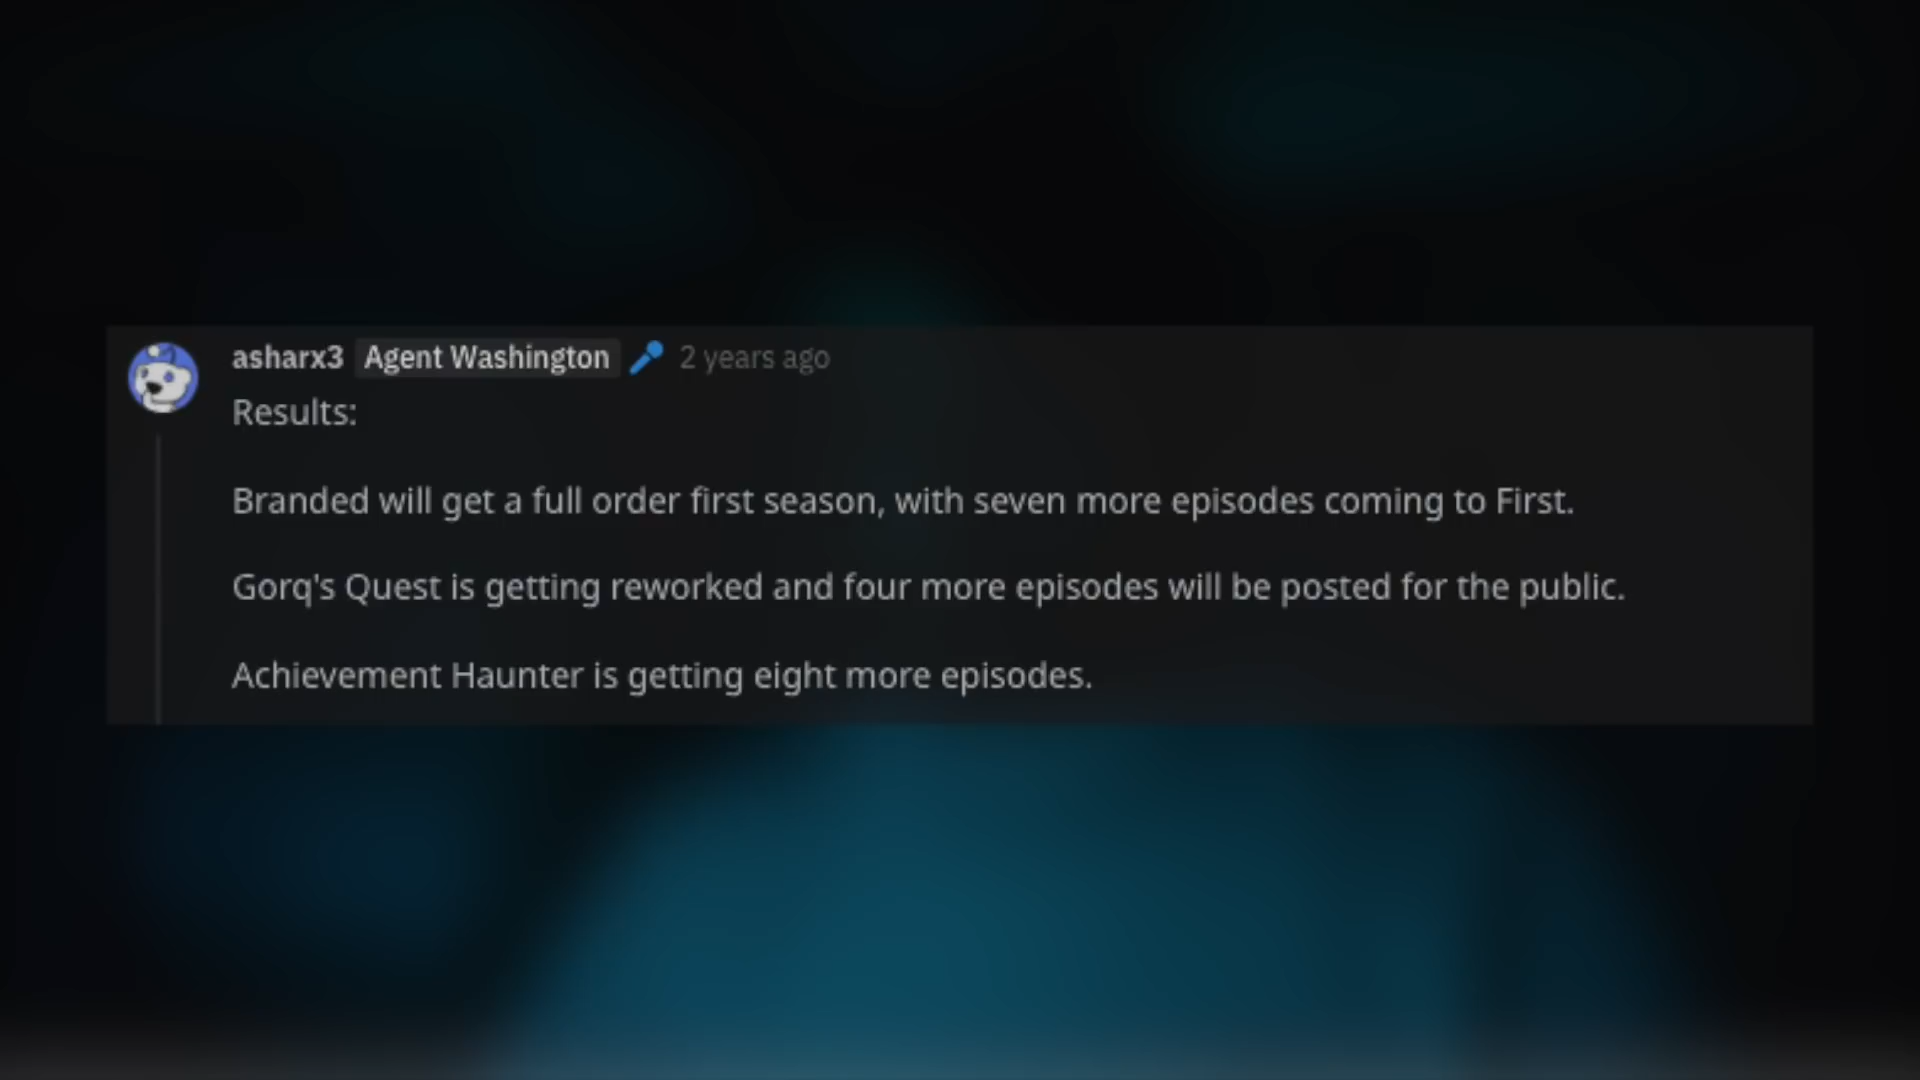 asharx3 Agent Washington 2 years ago
Results:
Branded will get a full order first season, with seven more episodes coming to First.
Gorq's Quest is getting reworked and four more episodes will be posted for the public.
Achievement Haunter is getting eight more episodes.